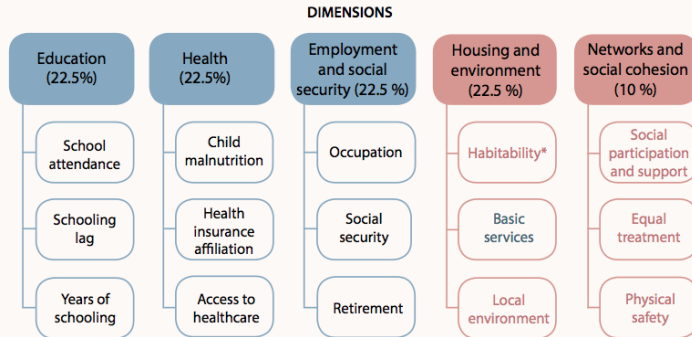 DIMENSIONS
Education
(22.5%)
Health
(22.5%)
Employment
and social
security (22.5 %)
Housing and
environment
(22.5 %)
Networks and
social cohesion
(10 %)
School
attendance
Child
malnutrition
Occupation
Habitability*
Social
participation
and support
Schooling
lag
Health
insurance
affiliation
Social
security
Basic
services
Equal
treatment
Years of
schooling
Access to
healthcare
Retirement
Local
environment
Physical
safety